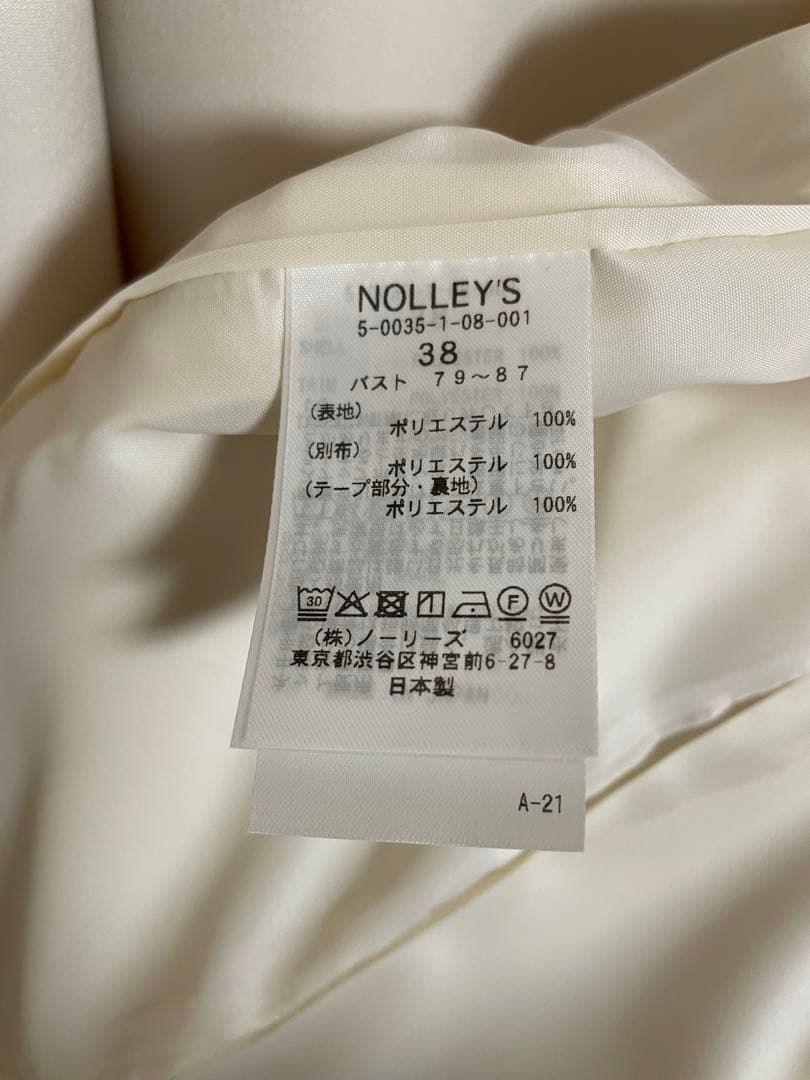 NOLLEY'S
5-0035-1-08-001
38
バスト 79～87
(表地)
ポリエステル 100%
(別布)
ポリエステル 100%
(テープ部分・裏地)
ポリエステル 100%
30 F W
(株)ノーリーズ 6027
東京都渋谷区神宮前6-27-8
日本製
A-21